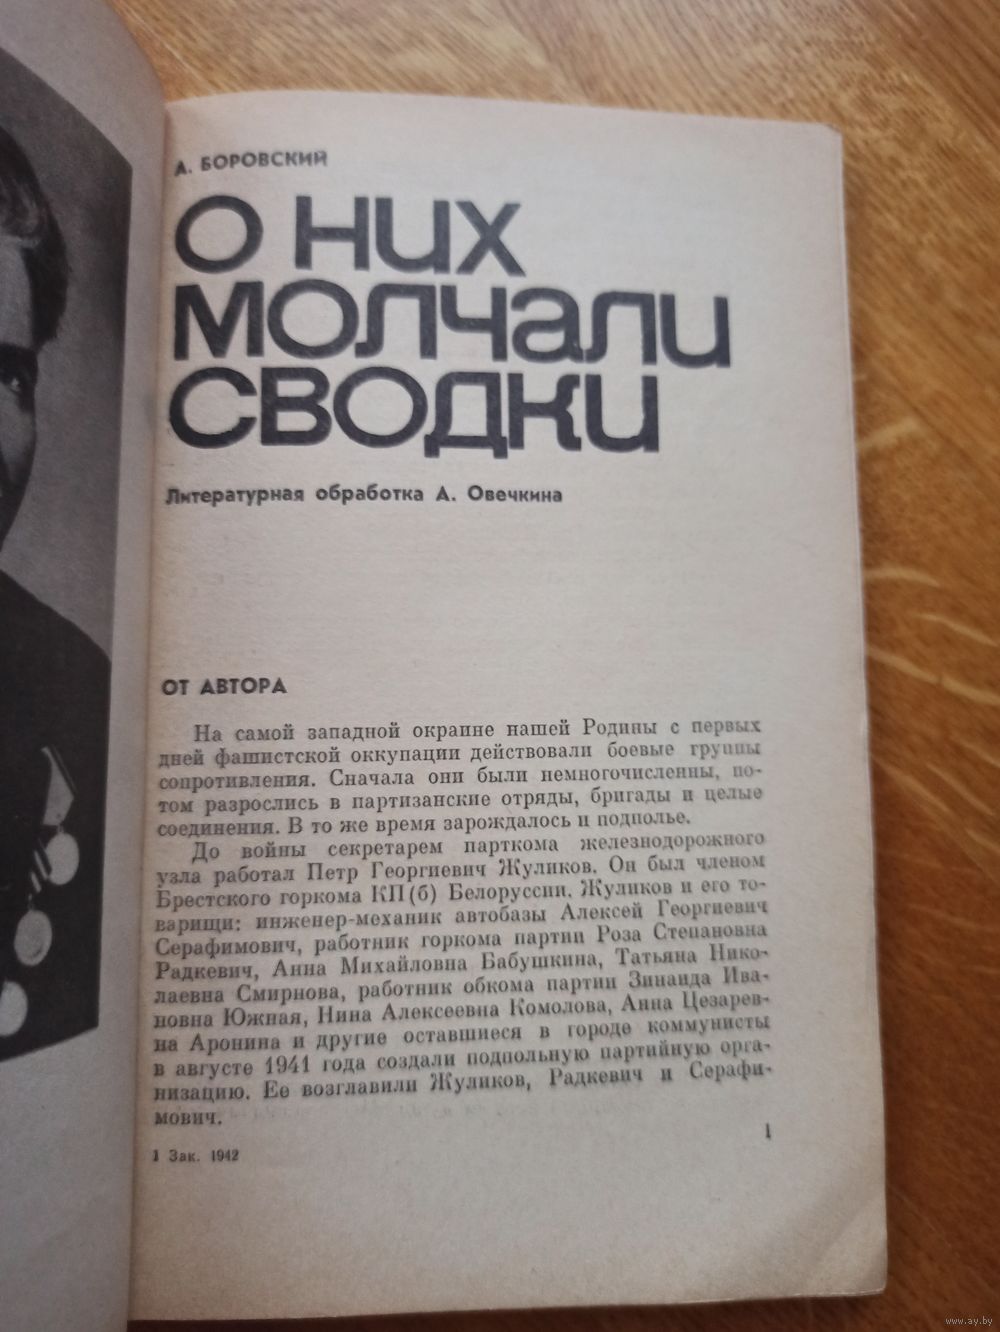 А. БОРОВСКИЙ
О НИХ
МОЛЧАЛИ
СВОДКИ
Литературная обработка А. Овечкина
ОТ АВТОРА
На самой западной окраине нашей Родины с первых
дней фашистской оккупации действовали боевые группы
сопротивления. Сначала они были немногочисленны, по-
том разрослись в партизанские отряды, бригады и целые
соединения. В то же время зарождалось и подполье.
До войны секретарем парткома железнодорожного
узла работал Петр Георгиевич Жуликов. Он был членом
Брестского горкома КП(б) Белоруссии. Жуликов и его то-
варищи: инженер-механик автобазы Алексей Георгиевич
Серафимович, работник горкома партии Роза Степановна
Радкевич, Анна Михайловна Бабушкина, Татьяна Нико-
лаевна Смирнова, работник обкома партии Зинаида Ива-
новна Южная, Нина Алексеевна Комолова, Анна Цезарев-
на Аронина и другие оставшиеся в городе коммунисты
в августе 1941 года создали подпольную партийную орга-
низацию. Ее возглавили Жуликов, Радкевич и Серафи-
мович.
1 Зак. 1942
1
www.ay.by